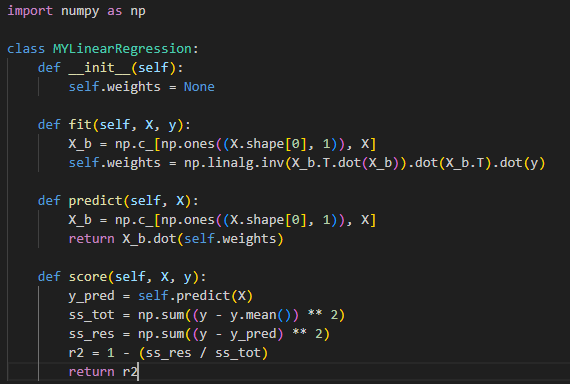 import numpy as np
class MYLinearRegression:
def __init__(self):
self.weights = None
def fit(self, X, y):
X_b = np.c_[np.ones((X.shape[0], 1)), X]
self.weights = np.linalg.inv(X_b.T.dot(X_b)).dot(X_b.T).dot(y)
def predict(self, X):
X_b = np.c_[np.ones((X.shape[0], 1)), X]
return X_b.dot(self.weights)
def score(self, X, y):
y_pred = self.predict(X)
ss_tot = np.sum((y - y.mean()) ** 2)
ss_res = np.sum((y - y_pred) ** 2)
r2 = 1 - (ss_res / ss_tot)
return r2